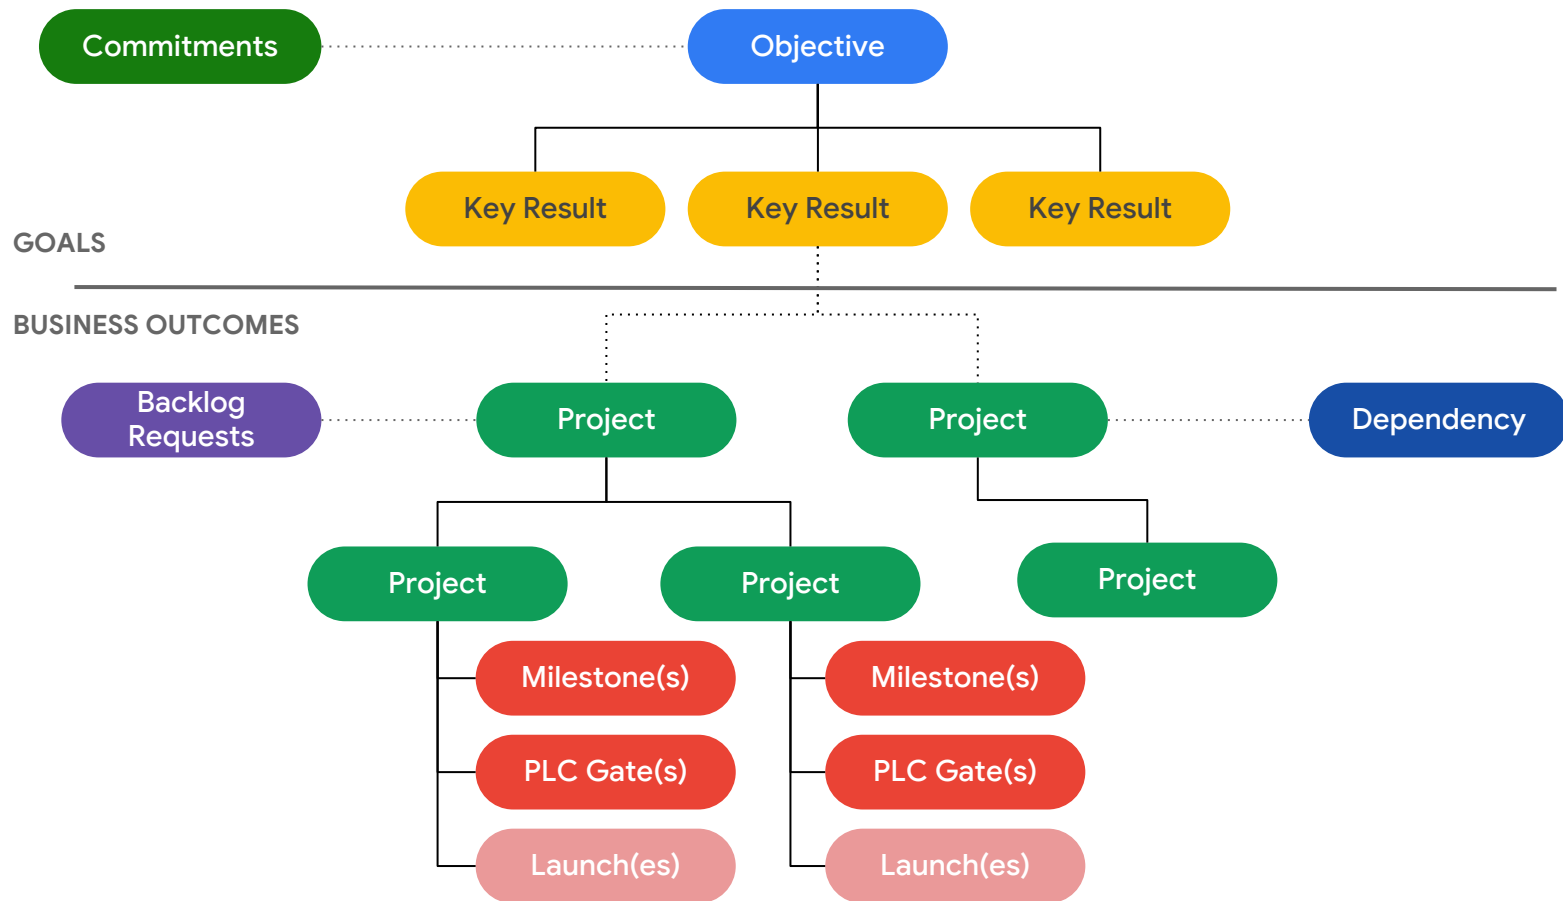 Commitments
Objective
Key Result
Key Result
Key Result
GOALS
BUSINESS OUTCOMES
Backlog
Requests
Project
Project
Dependency
Project
Project
Project
Milestone(s)
Milestone(s)
PLC Gate(s)
PLC Gate(s)
Launch(es)
Launch(es)